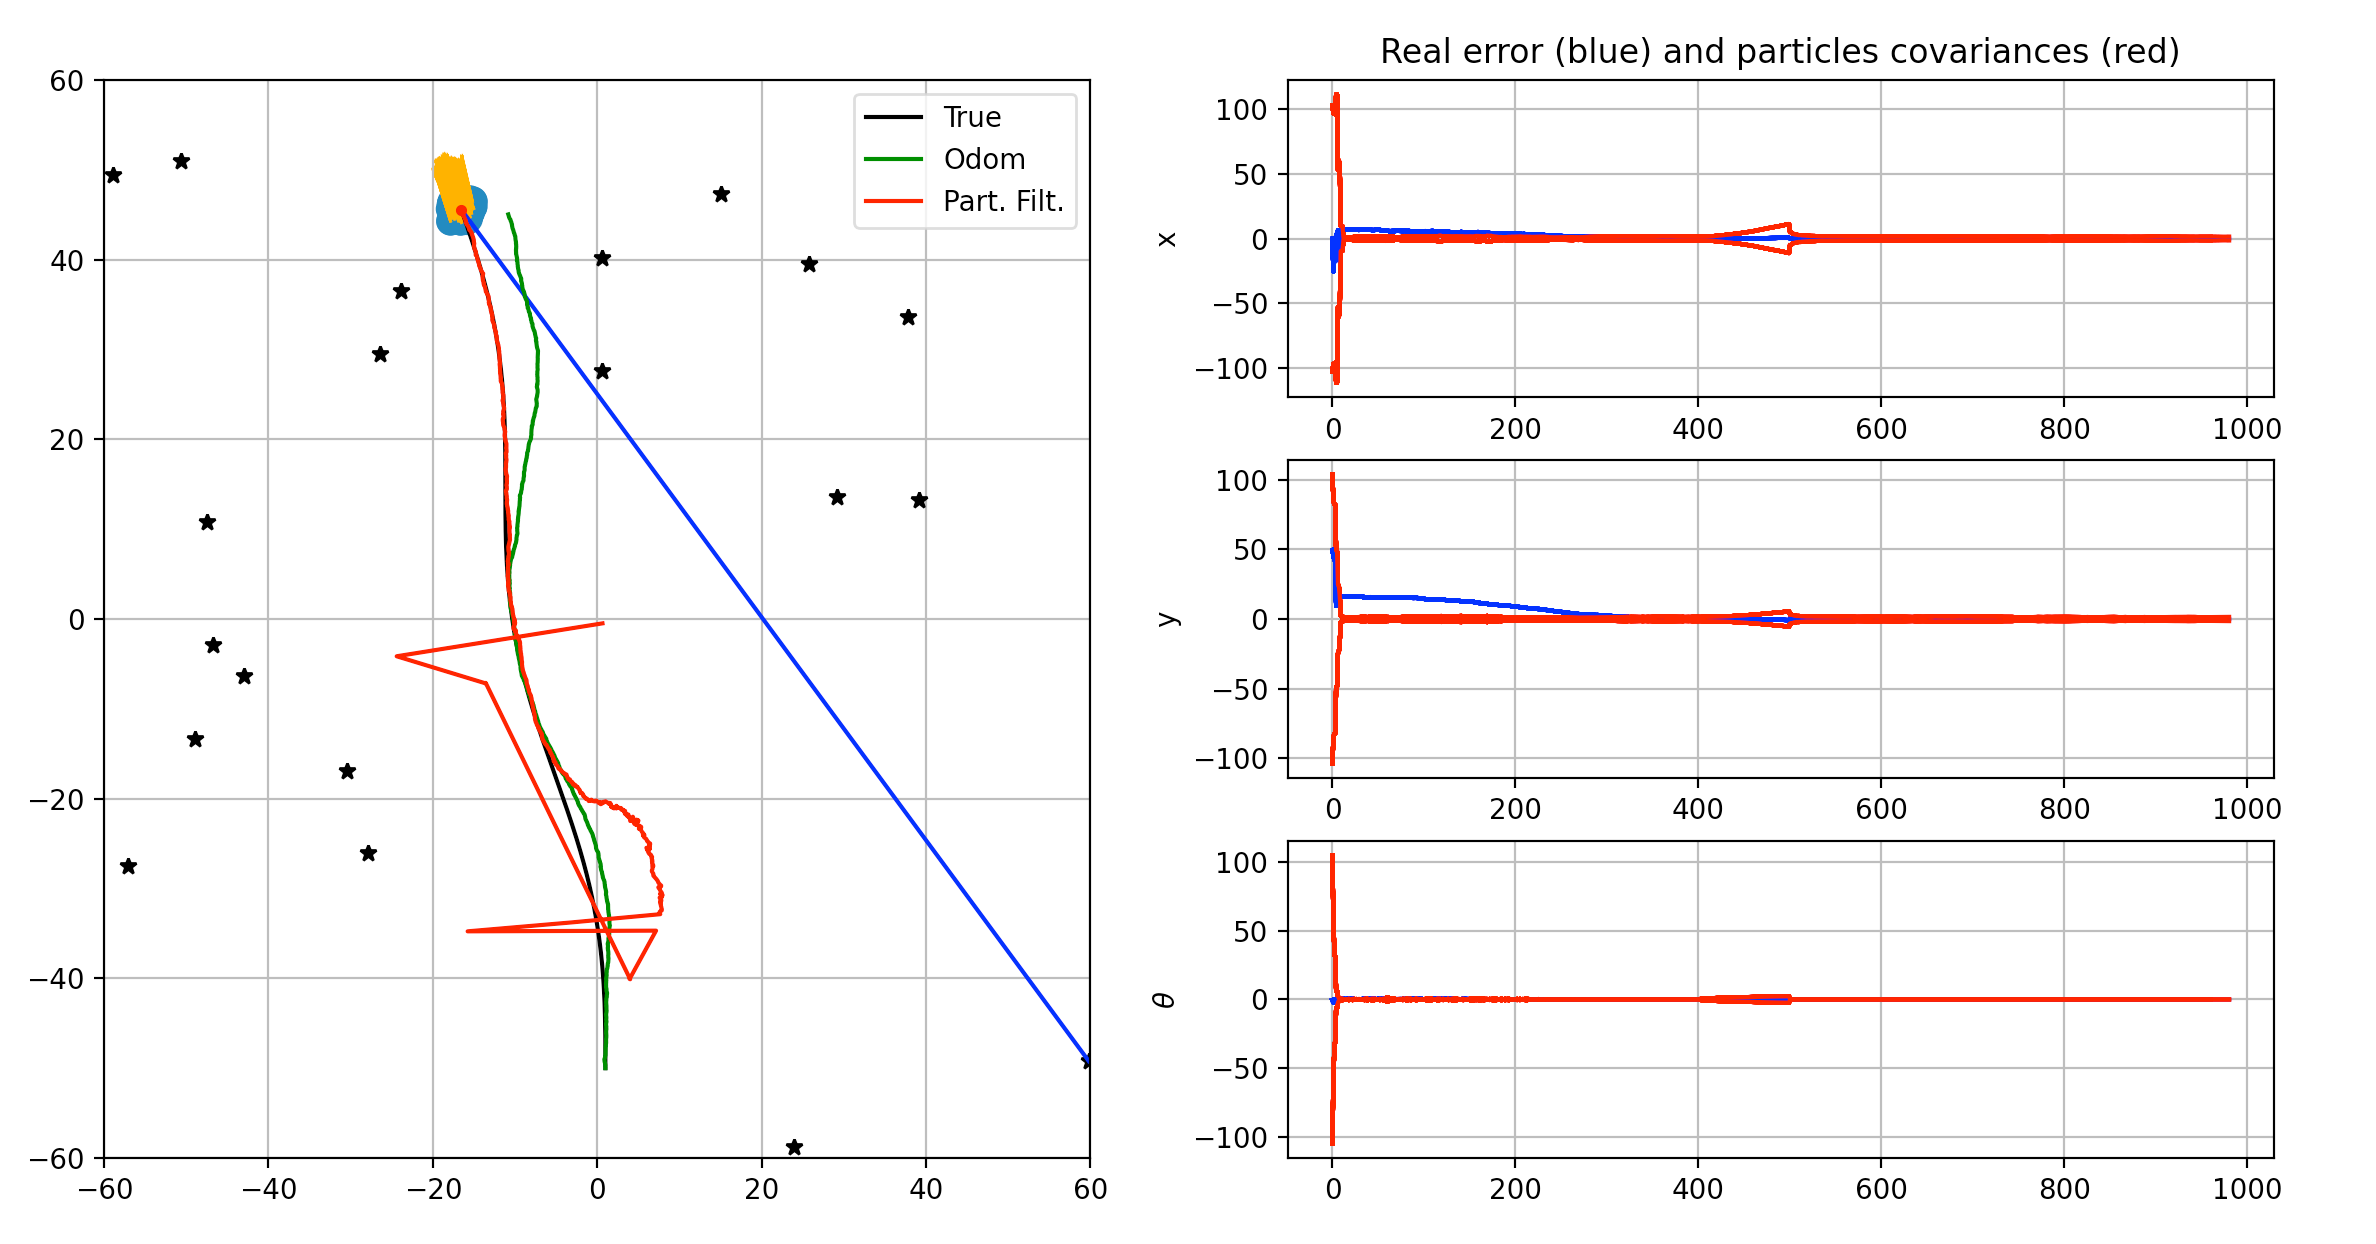 Real error (blue) and particles covariances (red)
60
40
20
0
−20
−40
−60
−60 −40 −20 0 20 40 60
True
Odom
Part. Filt.
x
100
50
0
−50
−100
0 200 400 600 800 1000
y
100
50
0
−50
−100
0 200 400 600 800 1000
θ
100
50
0
−50
−100
0 200 400 600 800 1000